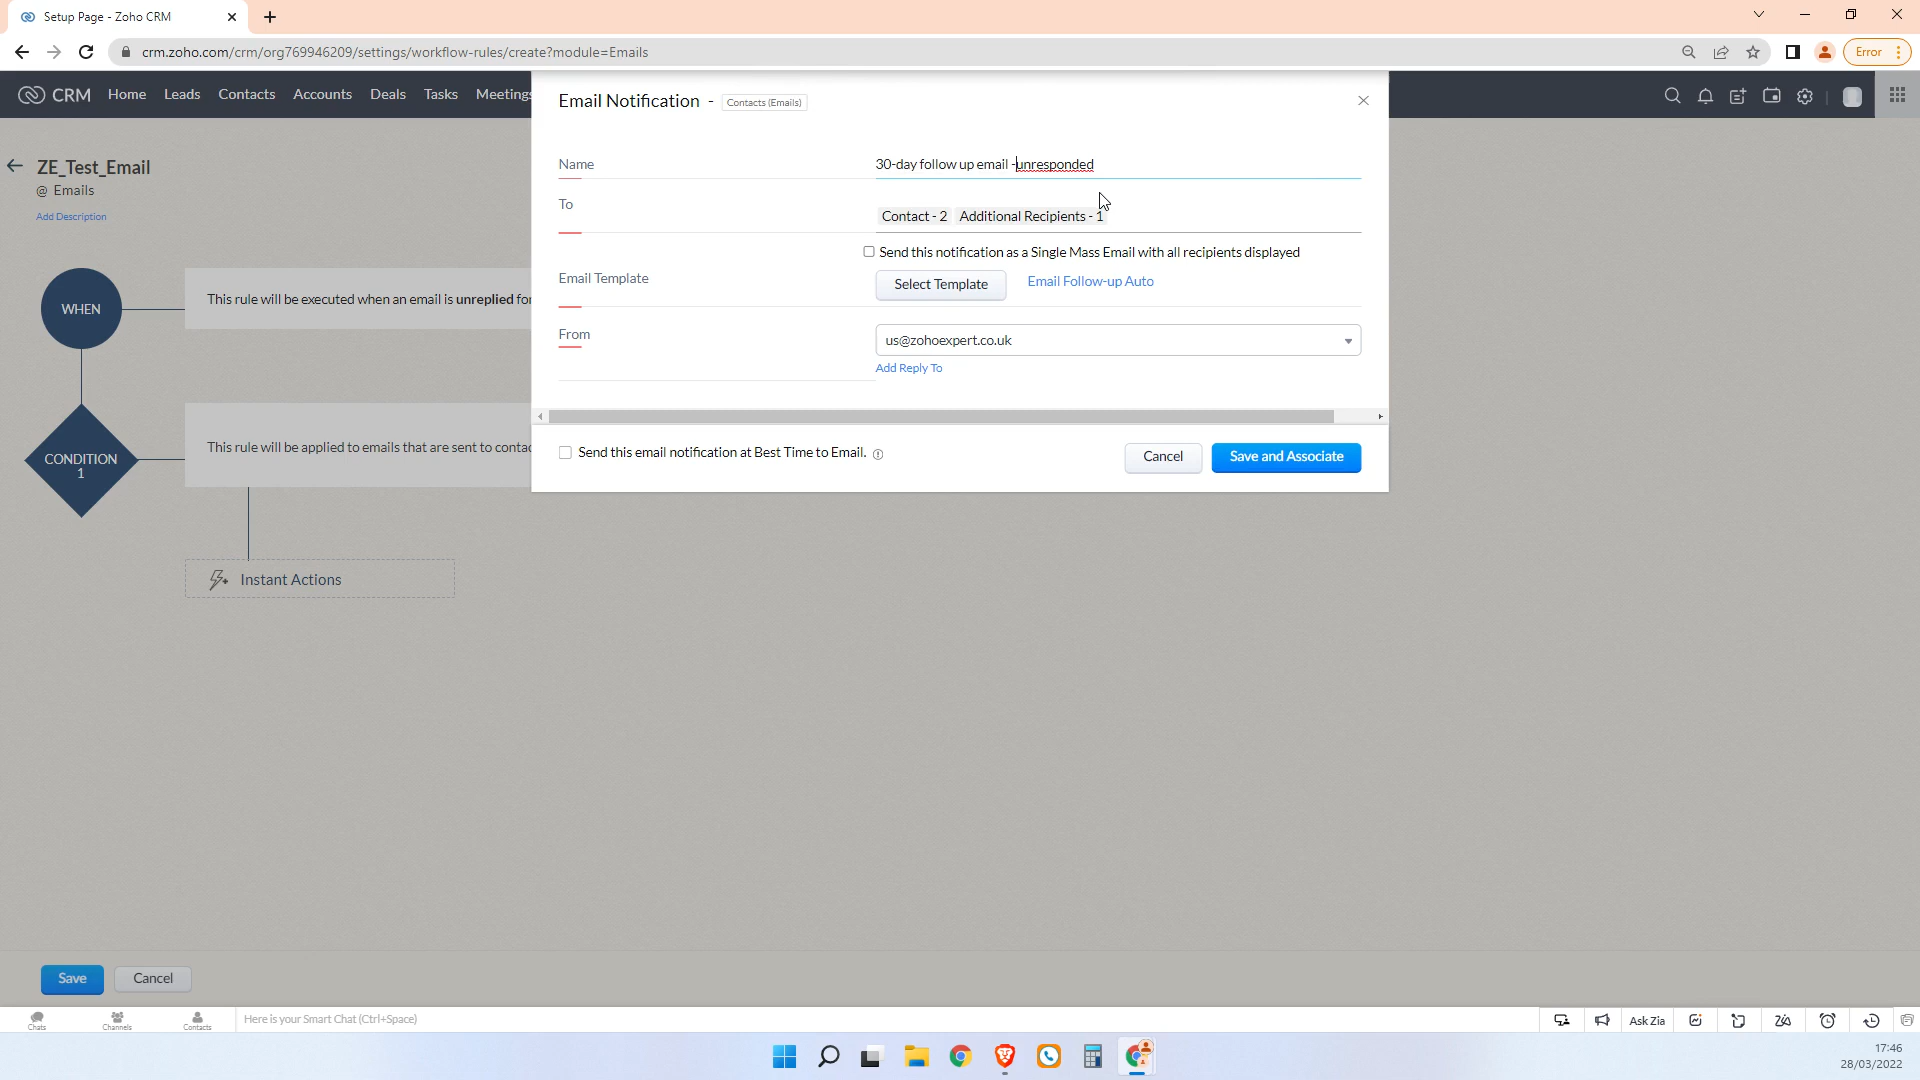 Setup Page - Zoho CRM
crm.zoho.com/crm/org769946209/settings/workflow-rules/create?module=Emails
Error
CRM Home Leads Contacts Accounts Deals Tasks Meetings
ZE_Test_Email
@ Emails
Add Description
WHEN
This rule will be executed when an email is unreplied for
CONDITION
1
This rule will be applied to emails that are sent to contac
Instant Actions
Email Notification - Contacts (Emails)
Name
30-day follow up email -unresponded
To
Contact - 2 Additional Recipients - 1
Send this notification as a Single Mass Email with all recipients displayed
Email Template
Select Template
Email Follow-up Auto
From
us@zohoexpert.co.uk
Add Reply To
Send this email notification at Best Time to Email.
Cancel
Save and Associate
Save
Cancel
Chats
Channels
Contacts
Here is your Smart Chat (Ctrl+Space)
Ask Zia
17:46
28/03/2022